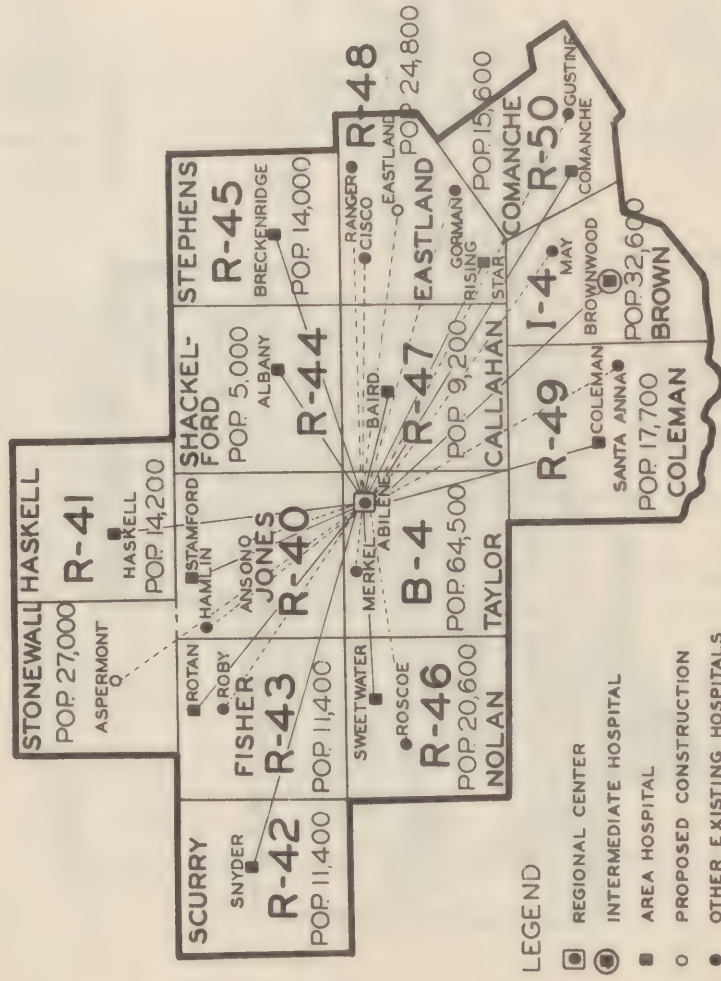 STONEWALL
POP. 27,000
ASPERMONT
HASKELL
R-41
HASKELL
POP. 14,200
SCURRY
SNYDER
R-42
POP. 11,400
ROTAN
ROBY
FISHER
R-43
POP. 11,400
STAMFORD
HAMLIN
ANSON
JONES
R-40
SHACKEL-
FORD
POP. 5,000
ALBANY
R-44
STEPHENS
R-45
BRECKENRIDGE
POP. 14,000
SWEETWATER
ROSCOE
R-46
POP. 20,600
NOLAN
MERKEL
ABILENE
B-4
POP. 64,500
TAYLOR
BAIRD
R-47
POP. 9,200
CALLAHAN
RANGER
CISCO
R-48
EASTLAND
POP. 24,800
EASTLAND
GORMAN
RISING
STAR
R-49
COLEMAN
SANTA ANNA
POP. 17,700
COLEMAN
I-4
MAY
BROWNWOOD
POP. 32,600
BROWN
POP. 15,600
COMANCHE
R-50
GUSTINE
COMANCHE
LEGEND
REGIONAL CENTER
INTERMEDIATE HOSPITAL
AREA HOSPITAL
PROPOSED CONSTRUCTION
OTHER EXISTING HOSPITALS